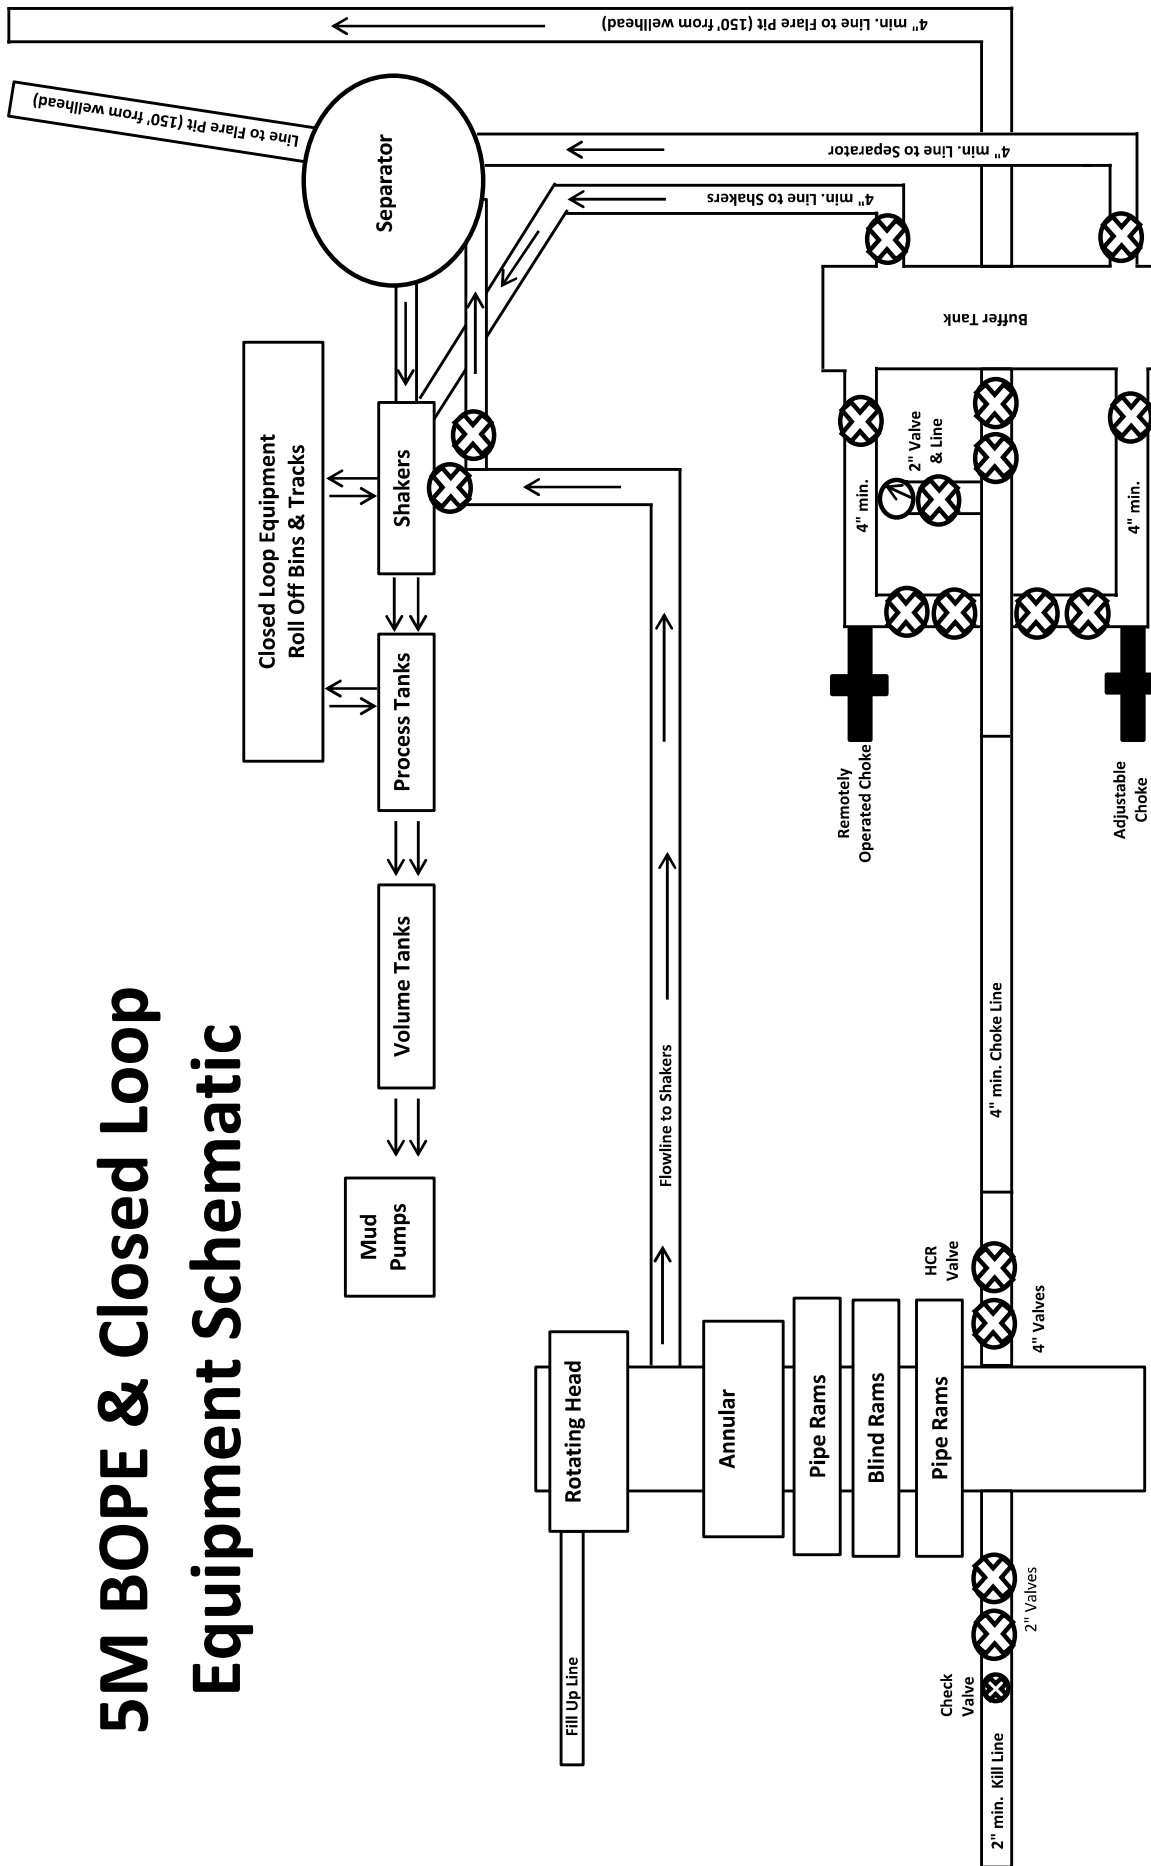 5M BOPE & Closed Loop
Equipment Schematic
4" min. Line to Flare Pit (150' from wellhead)
Line to Flare Pit (150' from wellhead)
Separator
4" min. Line to Separator
4" min. Line to Shakers
Closed Loop Equipment
Roll Off Bins & Tracks
Mud
Pumps
Volume Tanks
Process Tanks
Shakers
Fill Up Line
Rotating Head
Flowline to Shakers
Annular
Pipe Rams
Blind Rams
Pipe Rams
Remotely
Operated Choke
4" min.
2" Valve
& Line
Buffer Tank
Check
Valve
2" min. Kill Line
2" Valves
HCR
Valve
4" Valves
4" min. Choke Line
Adjustable
Choke
4" min.